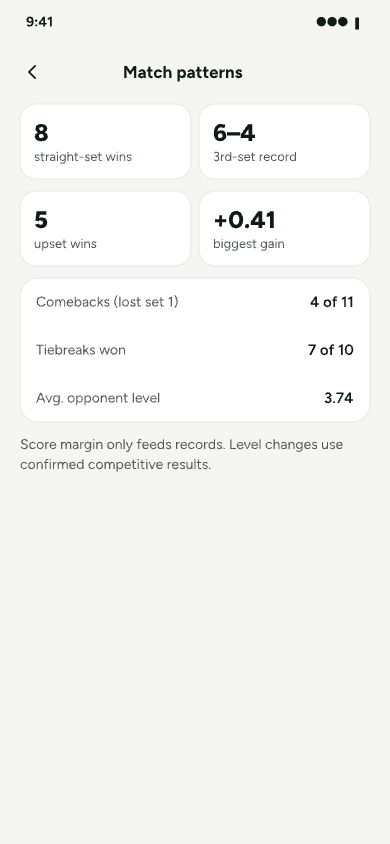 9:41
Match patterns
8
straight-set wins
6–4
3rd-set record
5
upset wins
+0.41
biggest gain
Comebacks (lost set 1)
4 of 11
Tiebreaks won
7 of 10
Avg. opponent level
3.74
Score margin only feeds records. Level changes use
confirmed competitive results.